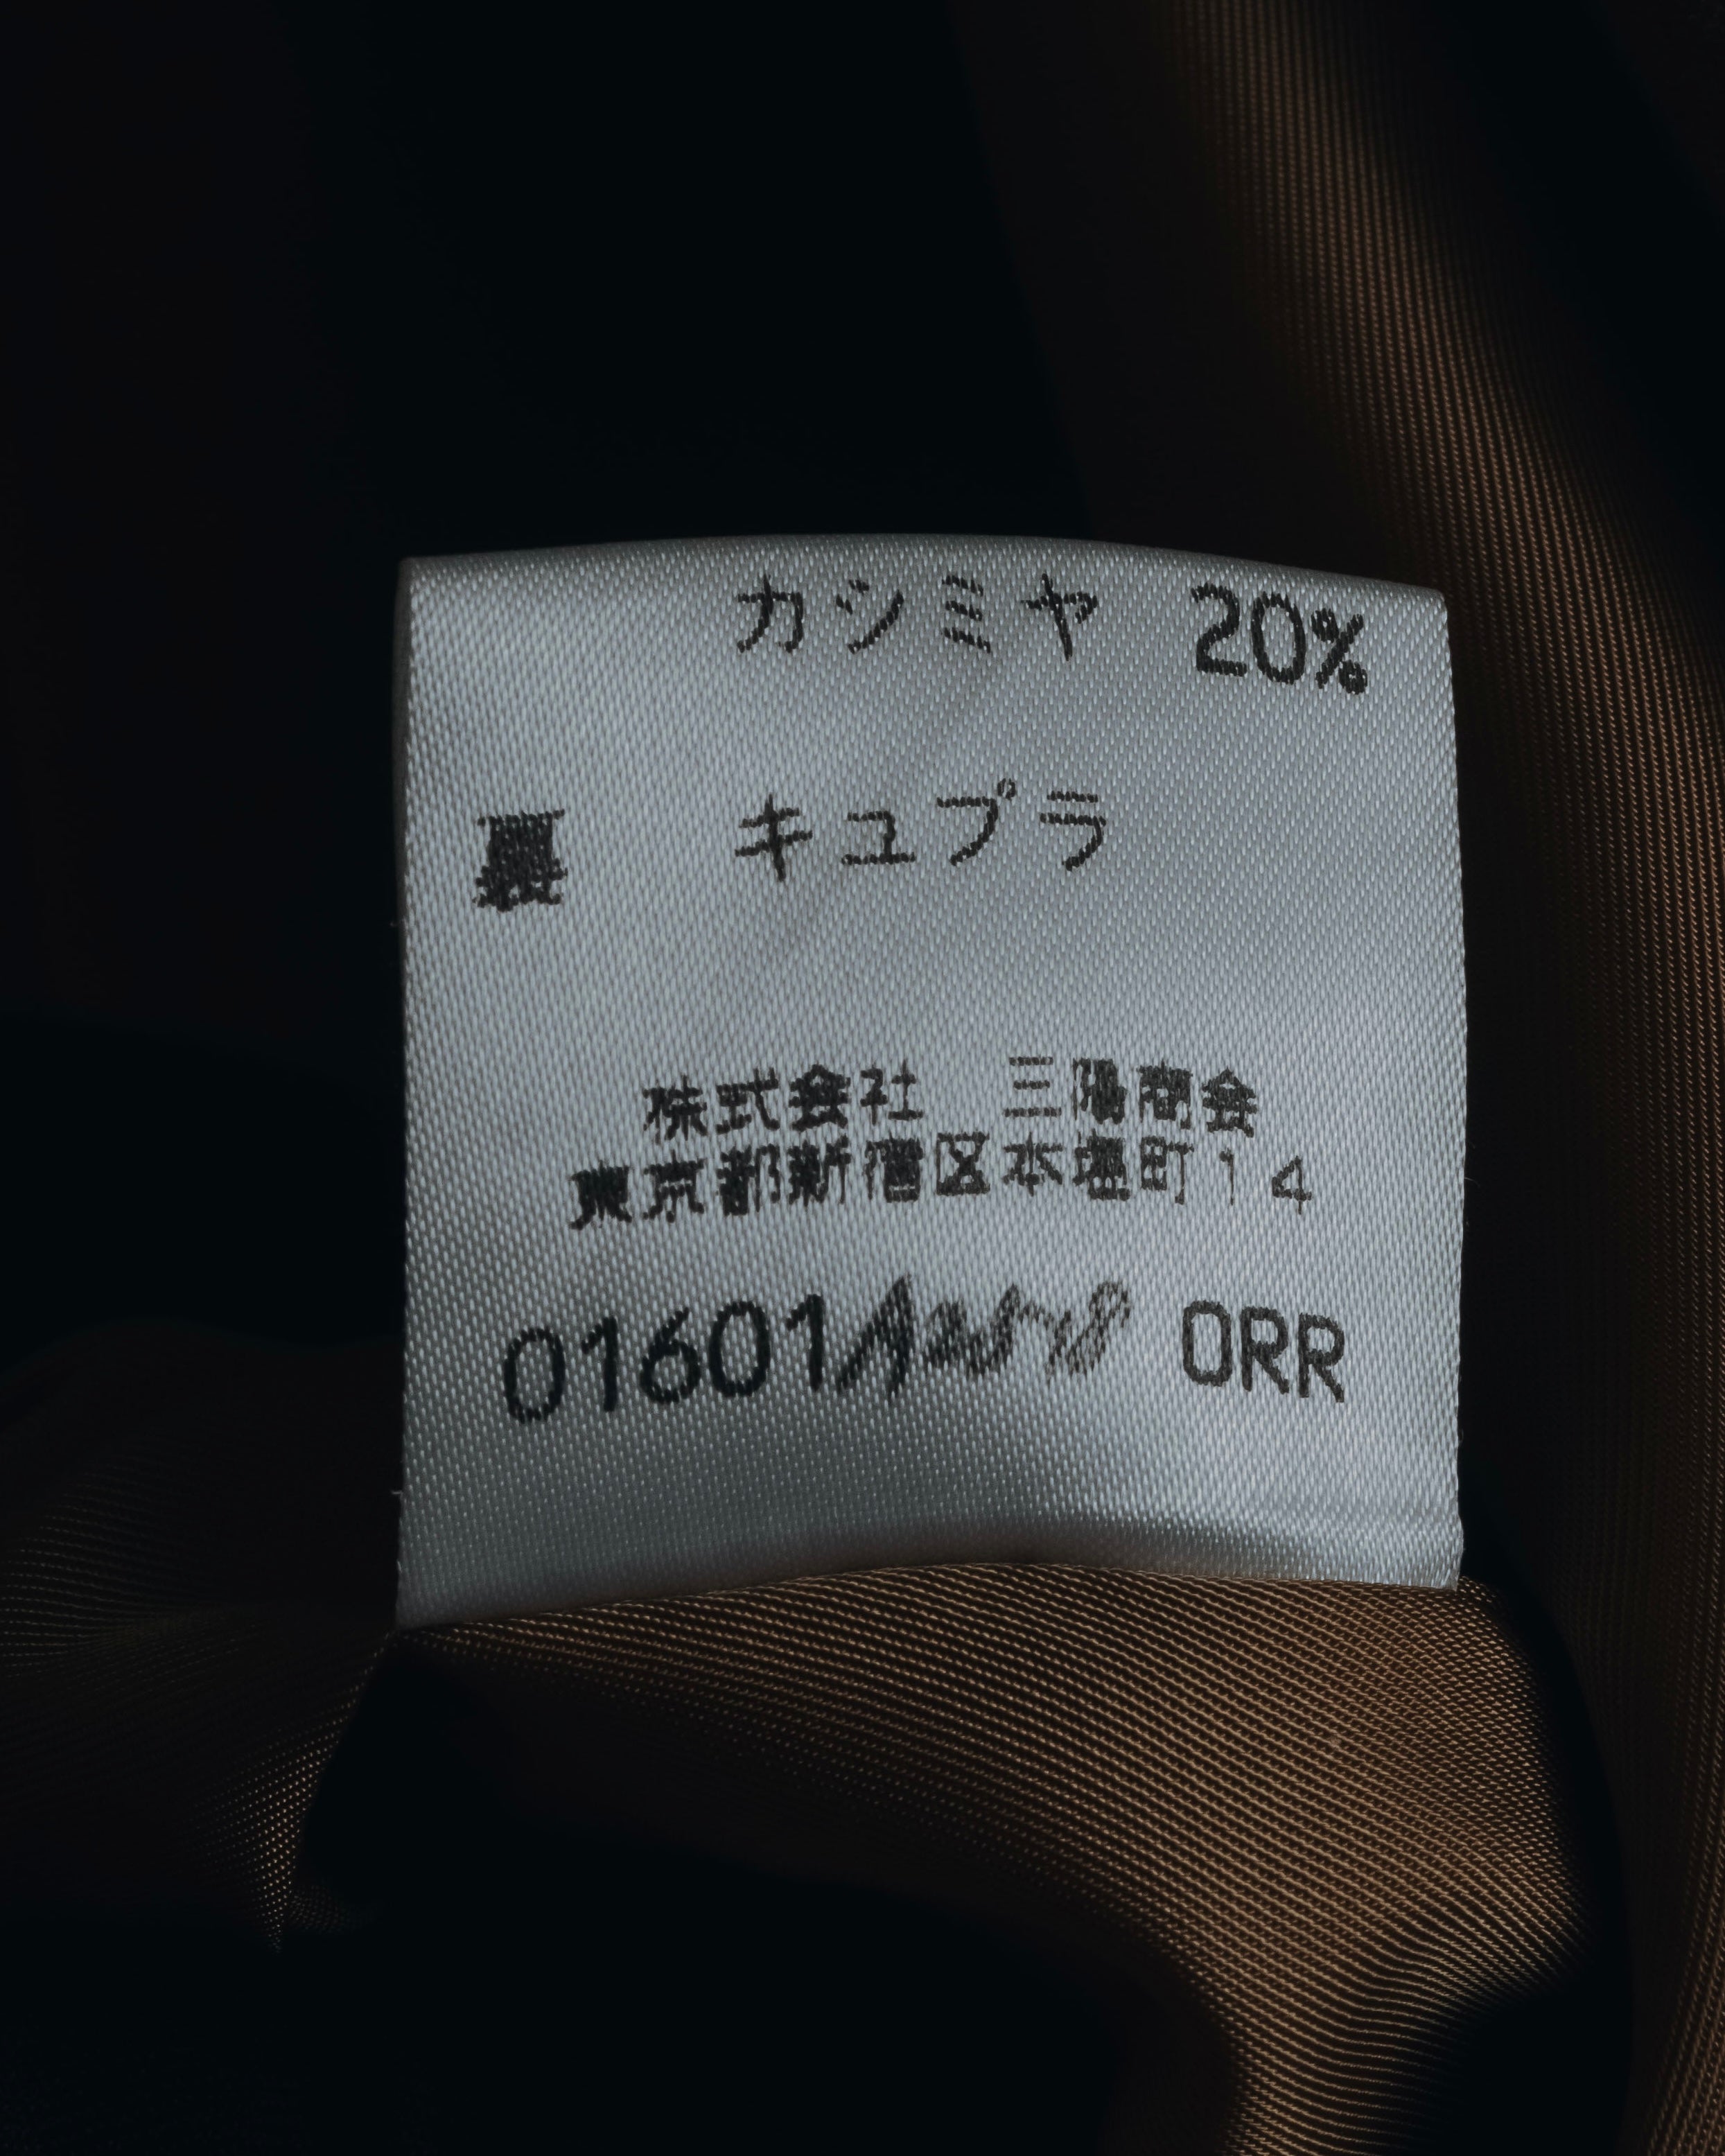 カシミヤ 20%
裏 キュプラ
株式会社 三陽商会
東京都新宿区本塩町14
01601 ORR